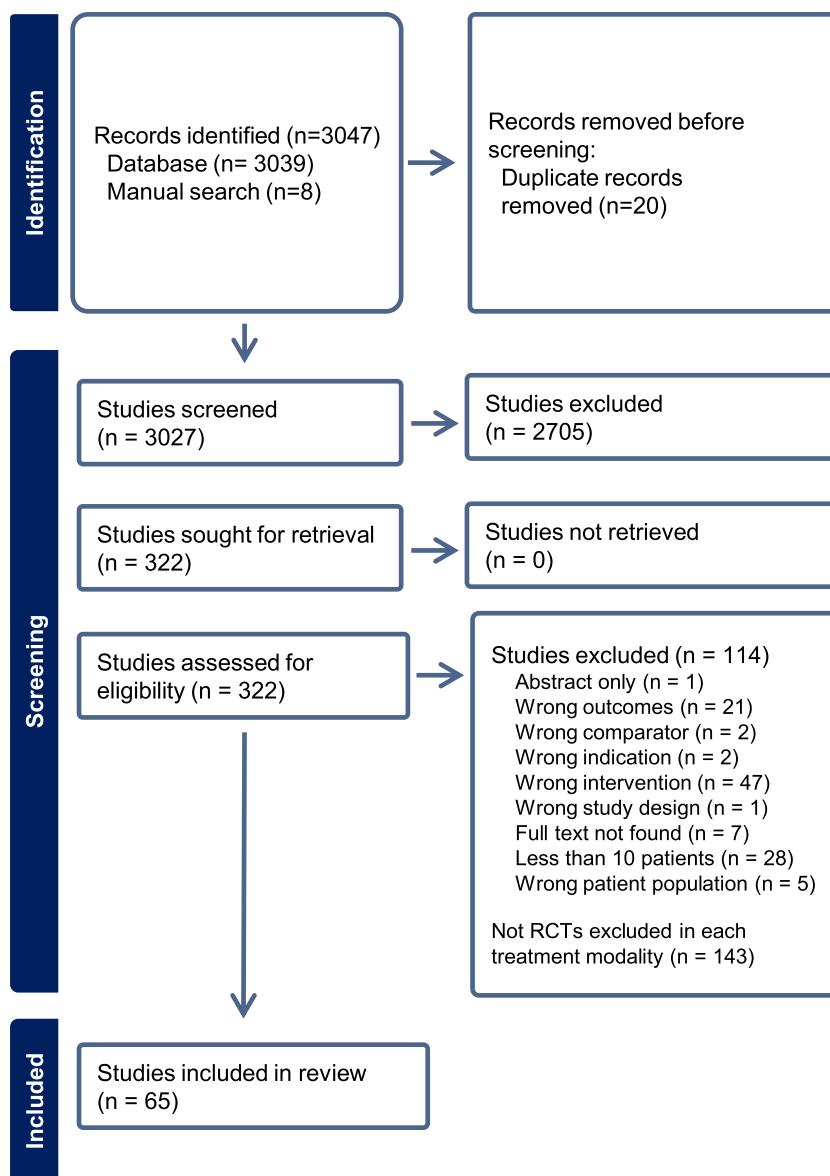 Identification
Records identified (n=3047)
Database (n= 3039)
Manual search (n=8)
Records removed before
screening:
Duplicate records
removed (n=20)
Screening
Studies screened
(n = 3027)
Studies excluded
(n = 2705)
Studies sought for retrieval
(n = 322)
Studies not retrieved
(n = 0)
Studies assessed for
eligibility (n = 322)
Studies excluded (n = 114)
Abstract only (n = 1)
Wrong outcomes (n = 21)
Wrong comparator (n = 2)
Wrong indication (n = 2)
Wrong intervention (n = 47)
Wrong study design (n = 1)
Full text not found (n = 7)
Less than 10 patients (n = 28)
Wrong patient population (n = 5)
Not RCTs excluded in each
treatment modality (n = 143)
Included
Studies included in review
(n = 65)